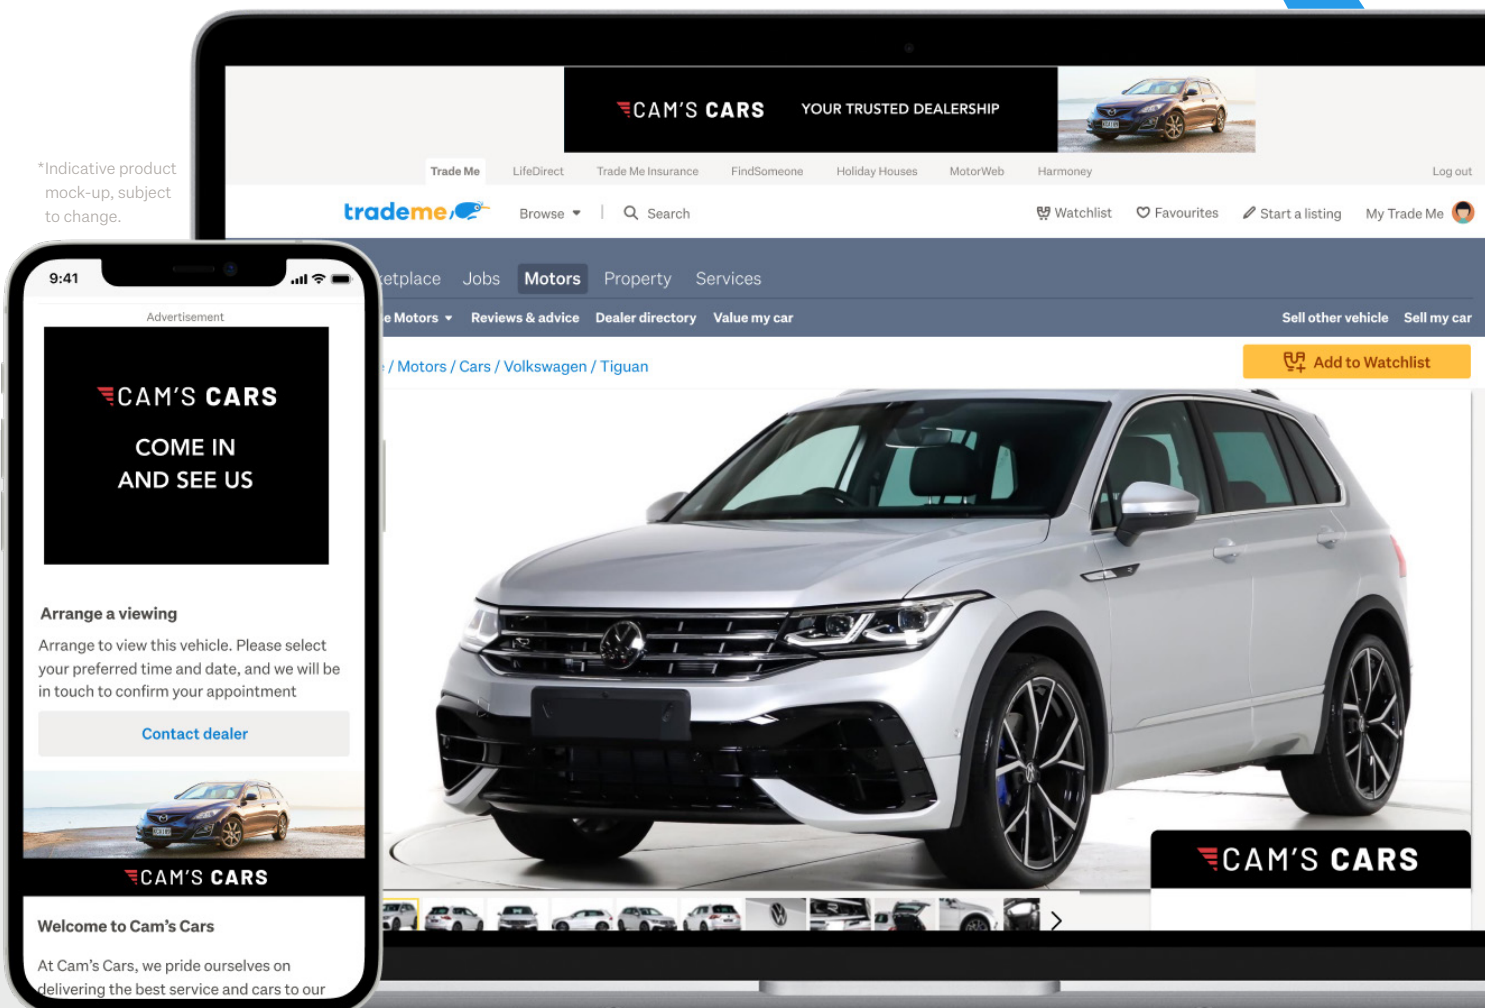 CAM'S CARS YOUR TRUSTED DEALERSHIP
*Indicative product
mock-up, subject
to change.
Trade Me LifeDirect Trade Me Insurance FindSomeone Holiday Houses MotorWeb Harmoney Log out
trademe Browse Search Watchlist Favourites Start a listing My Trade Me
ketplace Jobs Motors Property Services
e Motors Reviews & advice Dealer directory Value my car Sell other vehicle Sell my car
/ Motors / Cars / Volkswagen / Tiguan Add to Watchlist
CAM'S CARS
9:41
Advertisement
CAM'S CARS
COME IN
AND SEE US
Arrange a viewing
Arrange to view this vehicle. Please select
your preferred time and date, and we will be
in touch to confirm your appointment
Contact dealer
CAM'S CARS
Welcome to Cam's Cars
At Cam's Cars, we pride ourselves on
delivering the best service and cars to our